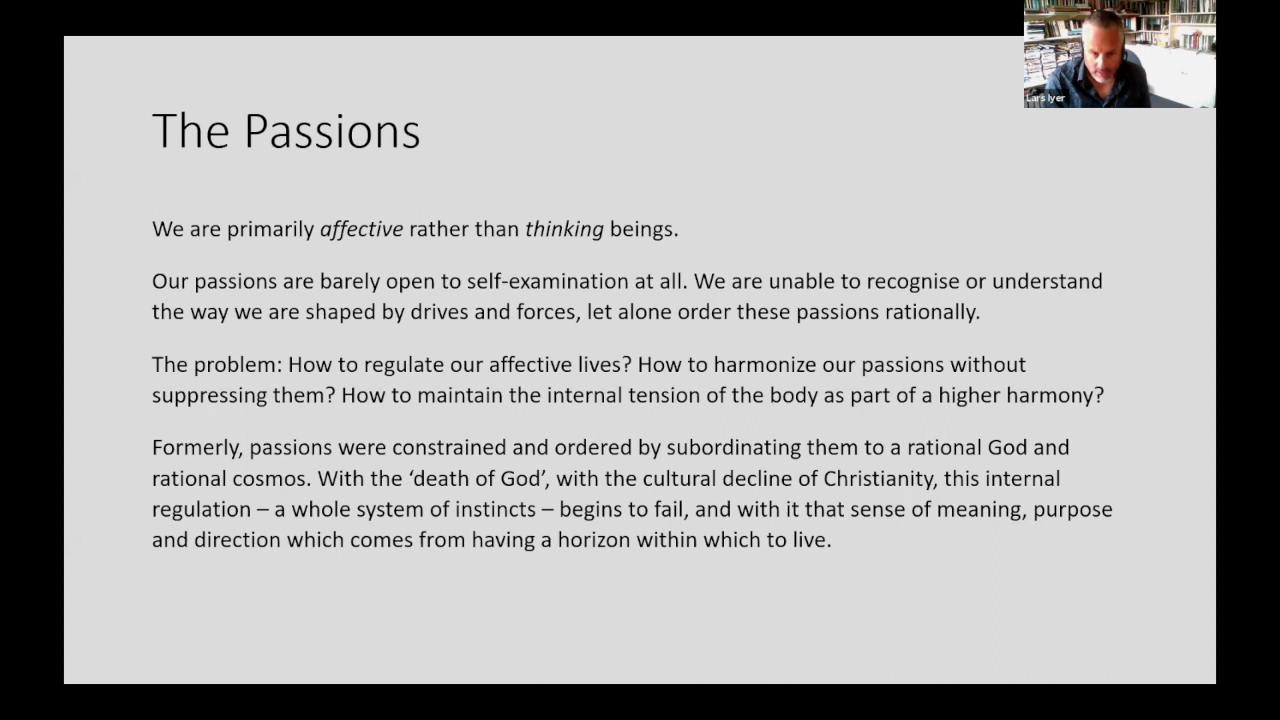 Lars Iyer
The Passions
We are primarily affective rather than thinking beings.
Our passions are barely open to self-examination at all. We are unable to recognise or understand
the way we are shaped by drives and forces, let alone order these passions rationally.
The problem: How to regulate our affective lives? How to harmonize our passions without
suppressing them? How to maintain the internal tension of the body as part of a higher harmony?
Formerly, passions were constrained and ordered by subordinating them to a rational God and
rational cosmos. With the ‘death of God’, with the cultural decline of Christianity, this internal
regulation – a whole system of instincts – begins to fail, and with it that sense of meaning, purpose
and direction which comes from having a horizon within which to live.